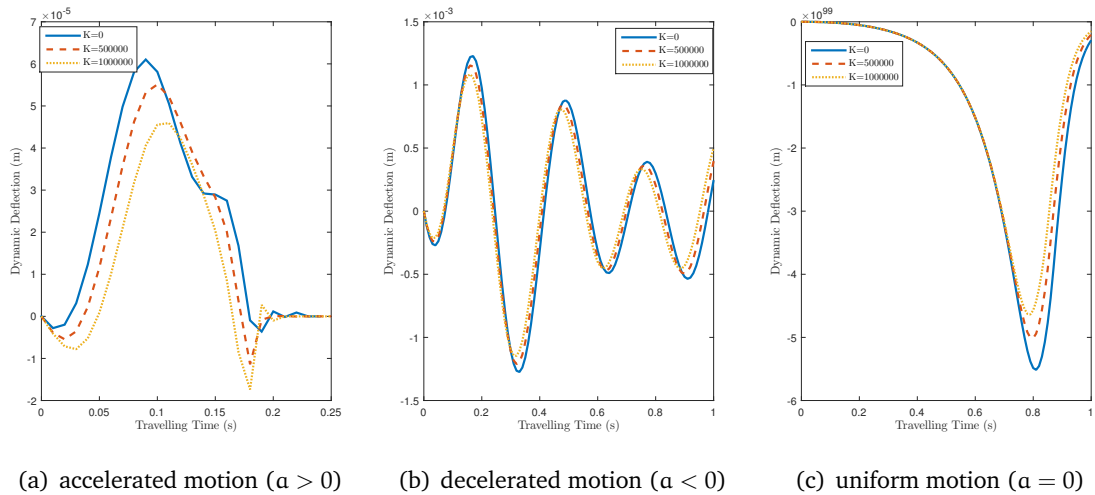 ×10⁻⁵
Dynamic Deflection (m)
7
6
5
4
3
2
1
0
-1
-2
K=0
K=500000
K=1000000
0 0.05 0.1 0.15 0.2 0.25
Travelling Time (s)
(a) accelerated motion (a > 0)
×10⁻³
Dynamic Deflection (m)
1.5
1
0.5
0
-0.5
-1
-1.5
K=0
K=500000
K=1000000
0 0.2 0.4 0.6 0.8 1
Travelling Time (s)
(b) decelerated motion (a < 0)
×10⁹⁹
Dynamic Deflection (m)
0
-1
-2
-3
-4
-5
-6
K=0
K=500000
K=1000000
0 0.2 0.4 0.6 0.8 1
Travelling Time (s)
(c) uniform motion (a = 0)